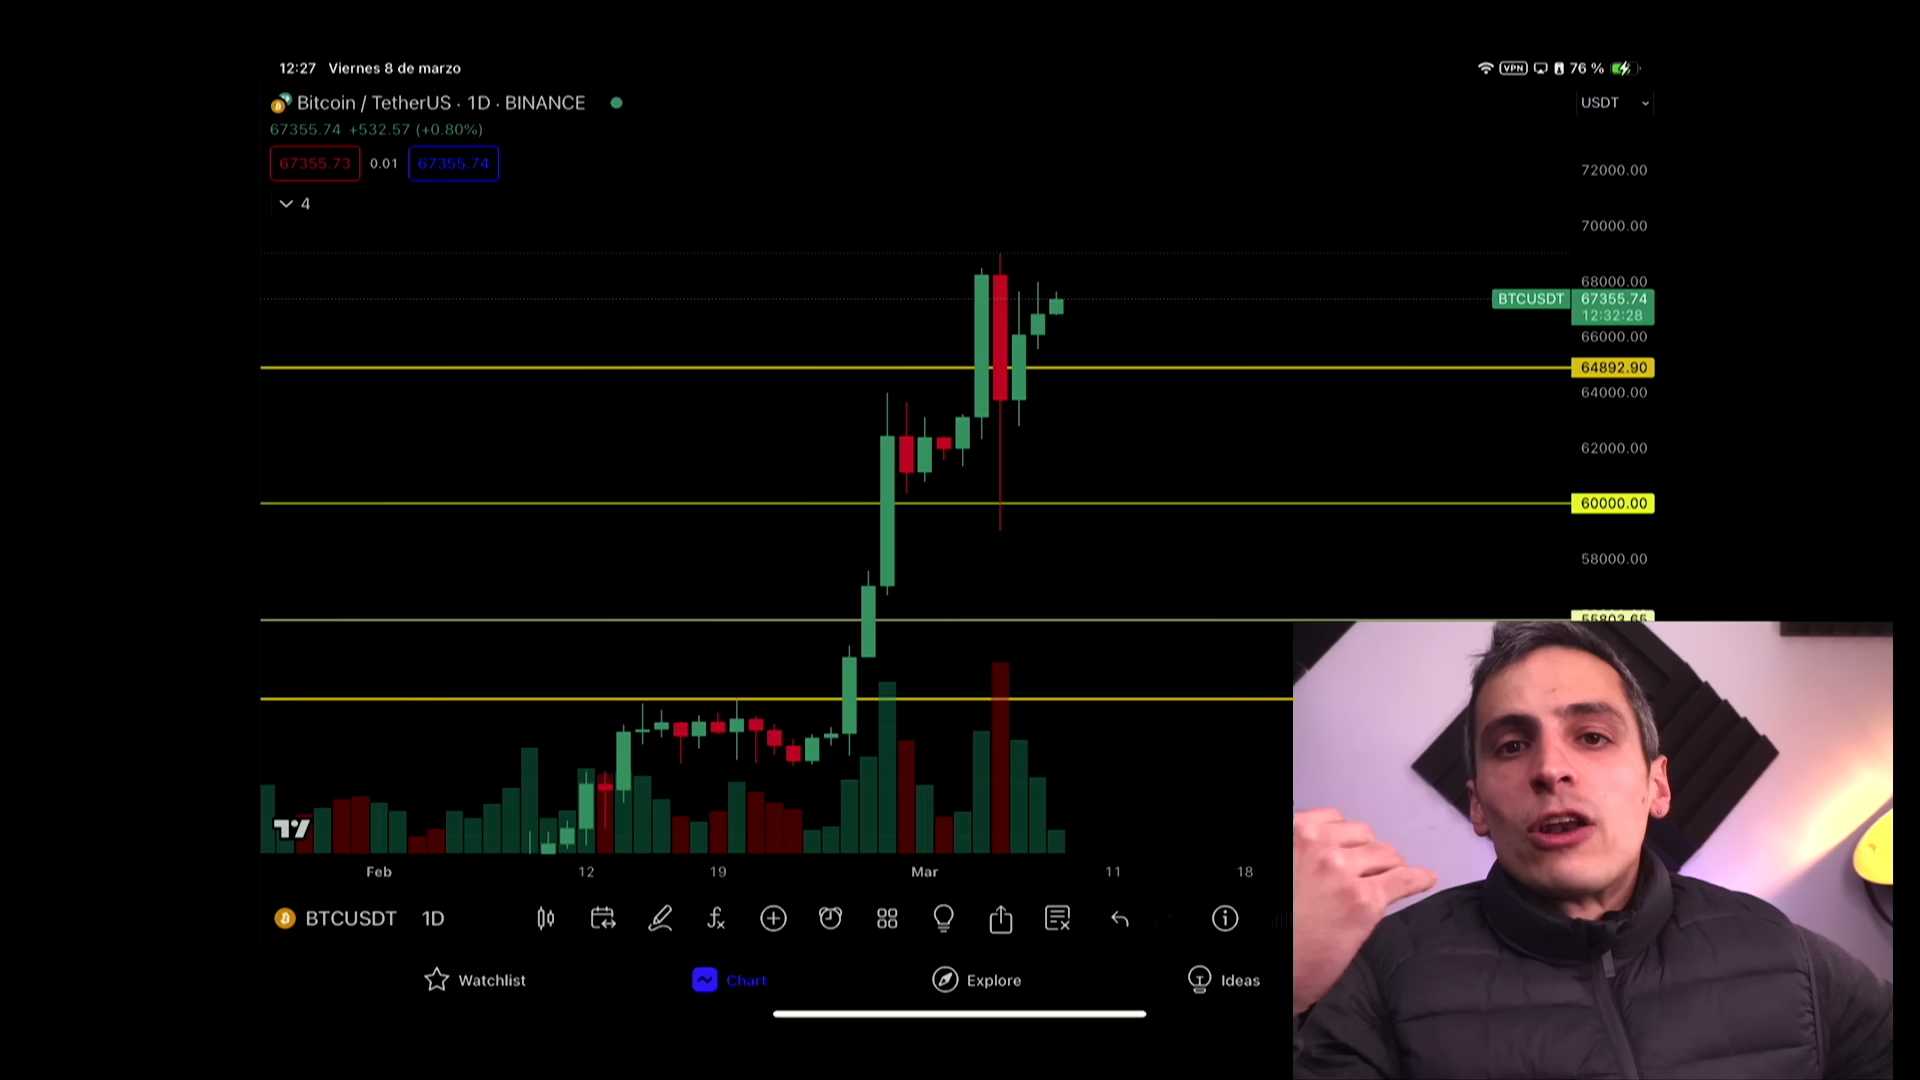 12:27 Viernes 8 de marzo
VPN 76 %
Bitcoin / TetherUS · 1D · BINANCE
USDT
67355.74 +532.57 (+0.80%)
67355.73 0.01 67355.74
4
72000.00
70000.00
68000.00
BTCUSDT 67355.74
12:32:28
66000.00
64892.90
64000.00
62000.00
60000.00
58000.00
55803.65
Feb 12 19 Mar 11 18
BTCUSDT 1D
Watchlist Chart Explore Ideas